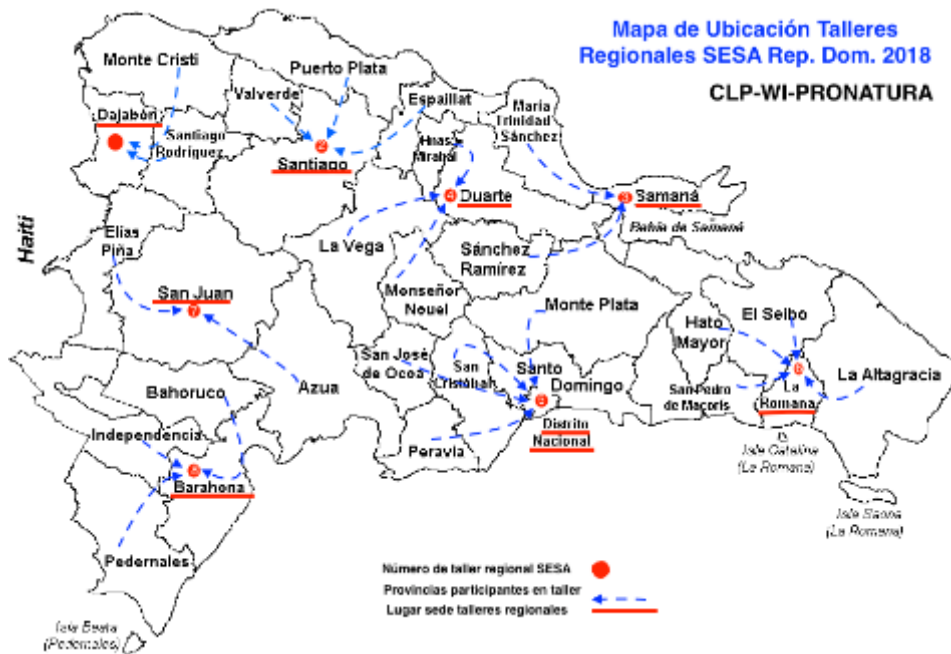 Mapa de Ubicación Talleres
Regionales SESA Rep. Dom. 2018
CLP-WI-PRONATURA
Monte Cristi
Puerto Plata
Valverde
Espaillat
María
Trinidad
Sánchez
Dajabón
Santiago
Rodríguez
2
Santiago
Hnas
Mirabal
4
Duarte
3
Samaná
Bahía de Samaná
Haití
Elías
Piña
La Vega
Sánchez
Ramírez
San Juan
7
Monseñor
Nouel
Monte Plata
El Seibo
Hato
Mayor
San José
de Ocoa
San
Cristóbal
Santo
Domingo
Azua
Bahoruco
La Altagracia
San Pedro
de Macorís
La
Romana
Distrito
Nacional
Independencia
Peravia
Isla Catalina
(La Romana)
Barahona
Isla Saona
(La Romana)
Pedernales
Número de taller regional SESA
Provincias participantes en taller
Lugar sede talleres regionales
Isla Beata
(Pedernales)